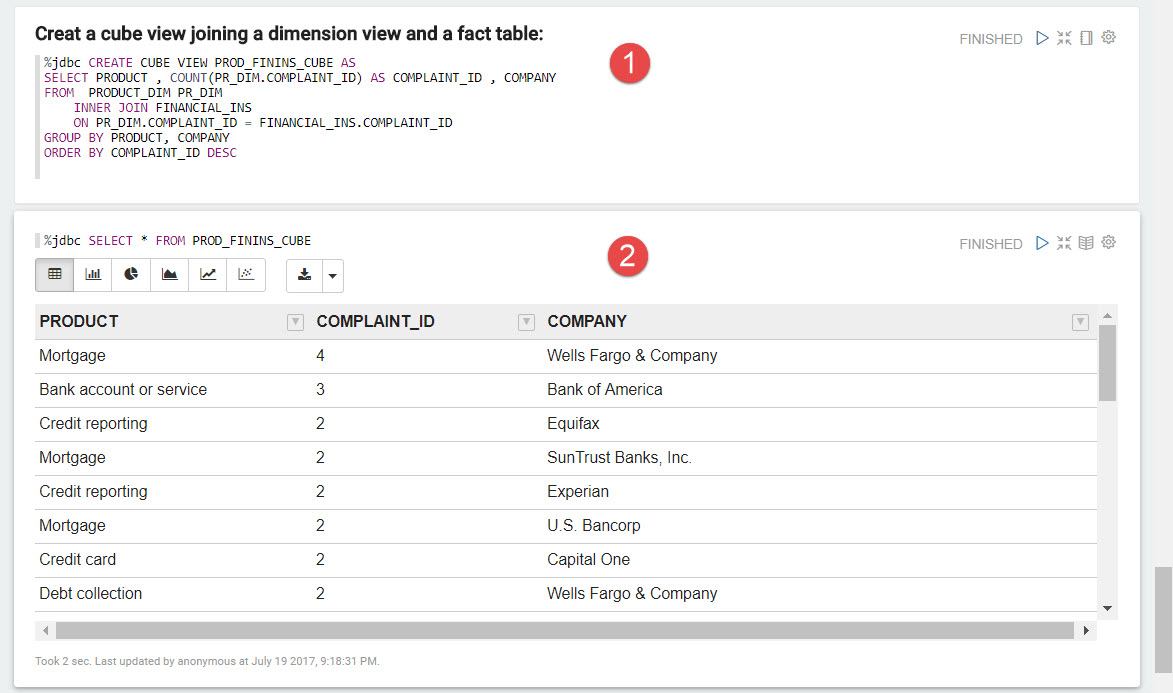 Creat a cube view joining a dimension view and a fact table:
FINISHED
1
%jdbc CREATE CUBE VIEW PROD_FININS_CUBE AS
SELECT PRODUCT , COUNT(PR_DIM.COMPLAINT_ID) AS COMPLAINT_ID , COMPANY
FROM  PRODUCT_DIM PR_DIM
    INNER JOIN FINANCIAL_INS
    ON PR_DIM.COMPLAINT_ID = FINANCIAL_INS.COMPLAINT_ID
GROUP BY PRODUCT, COMPANY
ORDER BY COMPLAINT_ID DESC
%jdbc SELECT * FROM PROD_FININS_CUBE
2
FINISHED
PRODUCT COMPLAINT_ID COMPANY
Mortgage 4 Wells Fargo & Company
Bank account or service 3 Bank of America
Credit reporting 2 Equifax
Mortgage 2 SunTrust Banks, Inc.
Credit reporting 2 Experian
Mortgage 2 U.S. Bancorp
Credit card 2 Capital One
Debt collection 2 Wells Fargo & Company
Took 2 sec. Last updated by anonymous at July 19 2017, 9:18:31 PM.